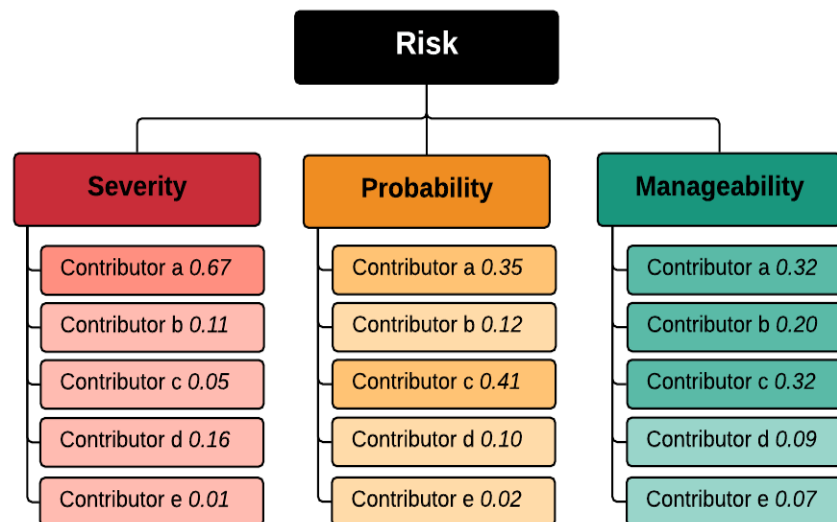 Risk
Severity
Probability
Manageability
Contributor a 0.67
Contributor b 0.11
Contributor c 0.05
Contributor d 0.16
Contributor e 0.01
Contributor a 0.35
Contributor b 0.12
Contributor c 0.41
Contributor d 0.10
Contributor e 0.02
Contributor a 0.32
Contributor b 0.20
Contributor c 0.32
Contributor d 0.09
Contributor e 0.07